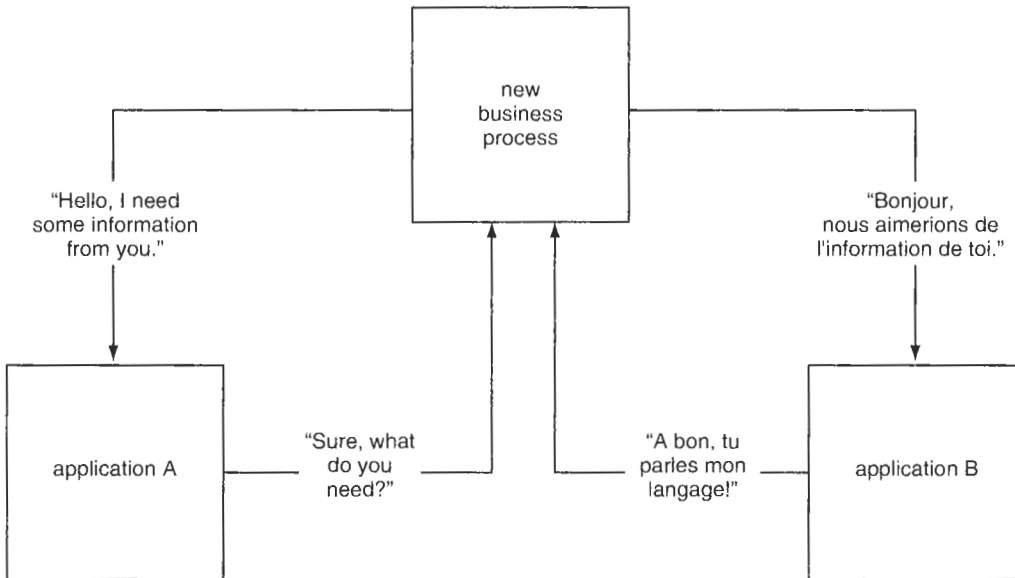 new
business
process
“Hello, I need
some information
from you.”
“Bonjour,
nous aimerions de
l'information de toi.”
application A
“Sure, what
do you
need?”
“A bon, tu
parles mon
langage!”
application B